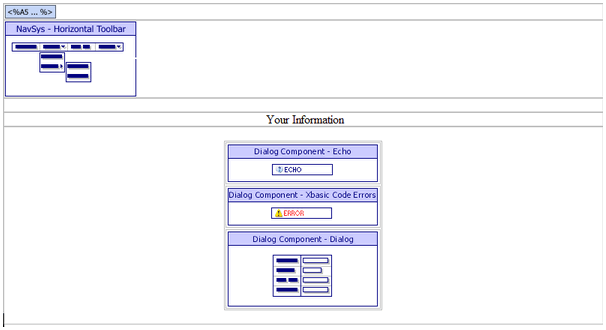 <%A5 ... %>
NavSys - Horizontal Toolbar
Your Information
Dialog Component - Echo
ECHO
Dialog Component - Xbasic Code Errors
ERROR
Dialog Component - Dialog